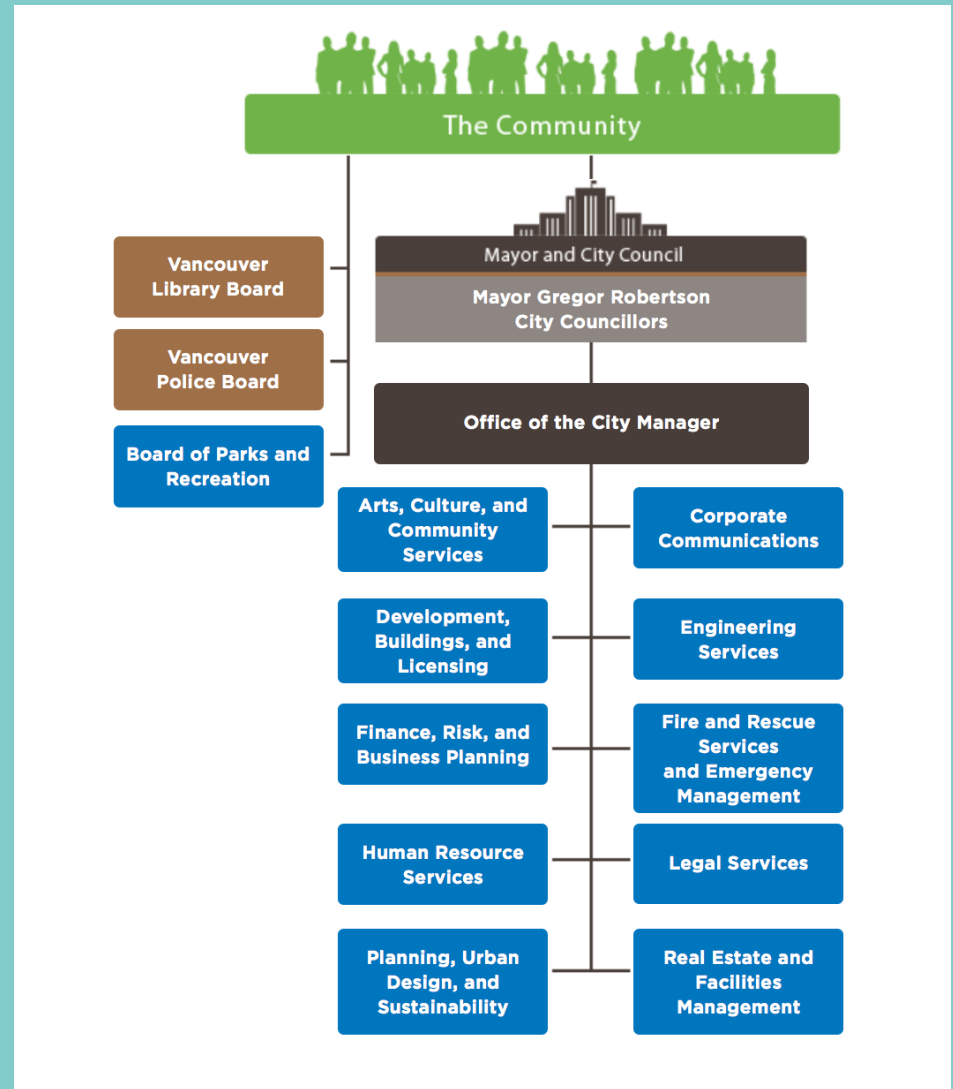 The Community
Mayor and City Council
Mayor Gregor Robertson
City Councillors
Vancouver
Library Board
Vancouver
Police Board
Board of Parks and
Recreation
Office of the City Manager
Arts, Culture, and
Community
Services
Corporate
Communications
Development,
Buildings, and
Licensing
Engineering
Services
Finance, Risk, and
Business Planning
Fire and Rescue
Services
and Emergency
Management
Human Resource
Services
Legal Services
Planning, Urban
Design, and
Sustainability
Real Estate and
Facilities
Management